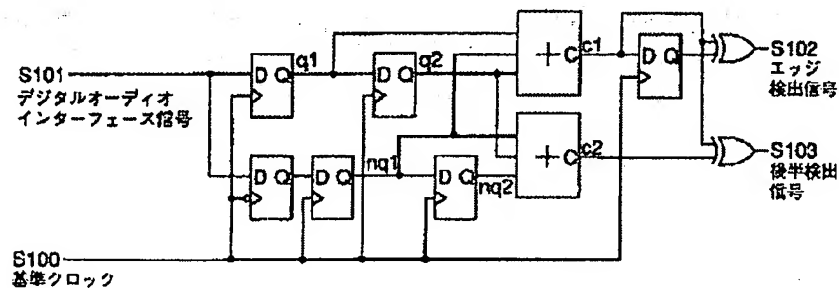 S101
デジタルオーディオ
インターフェース信号
D Q
q1
D Q
q2
+
C
c1
D Q
S102
エッジ
検出信号
D Q
D Q
nq1
D Q
nq2
+
C
c2
S103
後半検出
信号
S100
基準クロック